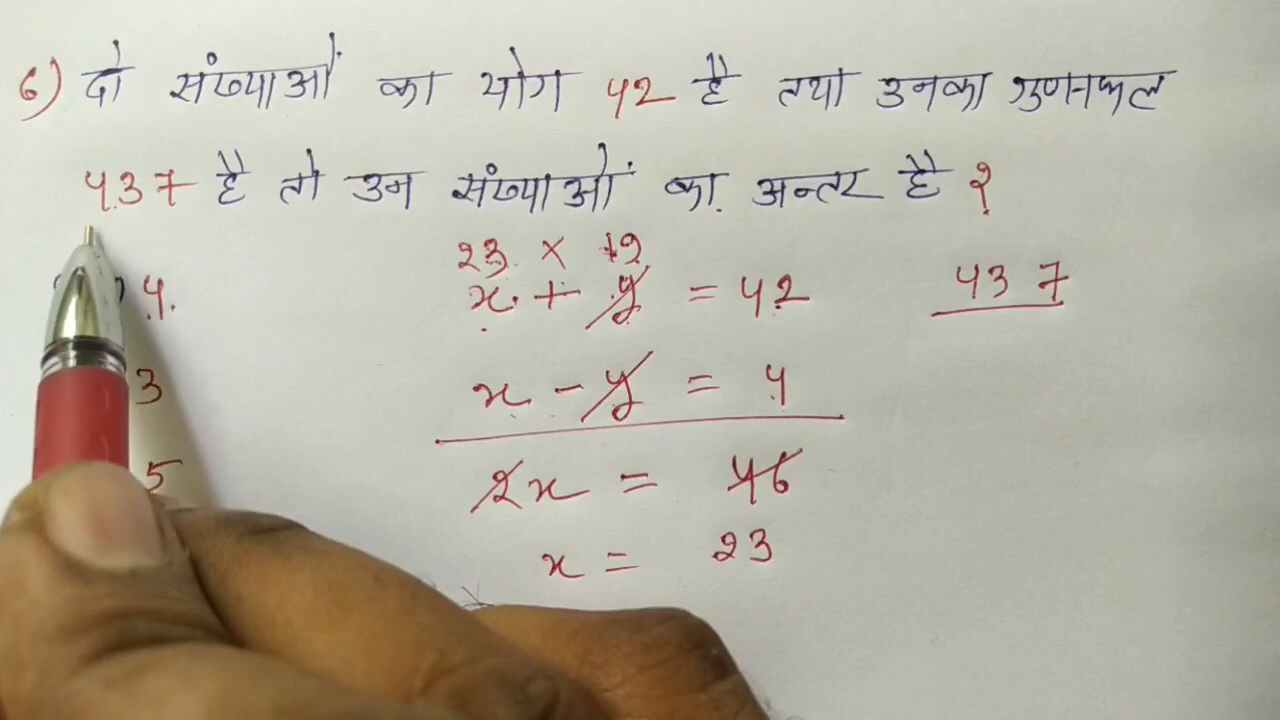 6) दो संख्याओं का योग 42 है तथा उनका गुणनफल
437 है तो उन संख्याओं का अन्तर है ?
23 × 19
x + y = 42 437
4
x - y = 4
3
2x = 46
5
x = 23